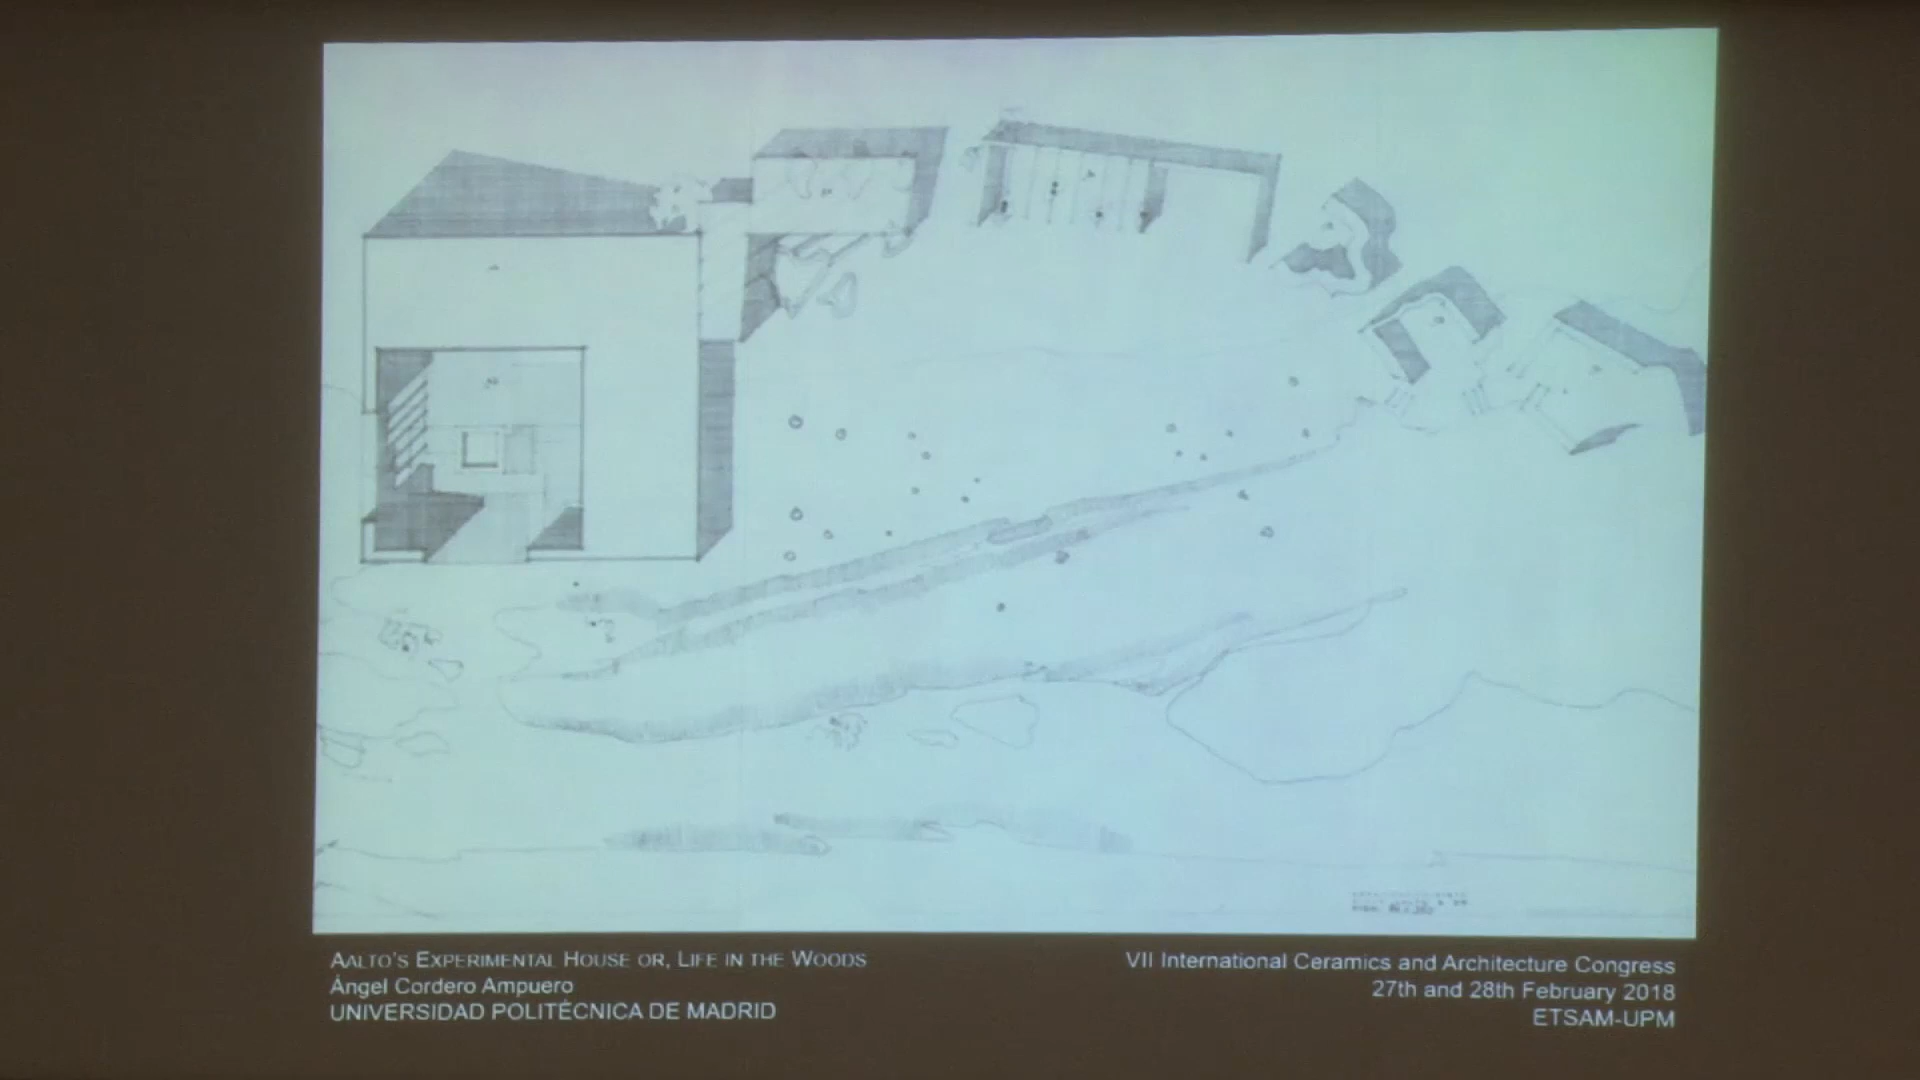 AALTO'S EXPERIMENTAL HOUSE OR, LIFE IN THE WOODS
Ángel Cordero Ampuero
UNIVERSIDAD POLITÉCNICA DE MADRID
VII International Ceramics and Architecture Congress
27th and 28th February 2018
ETSAM-UPM